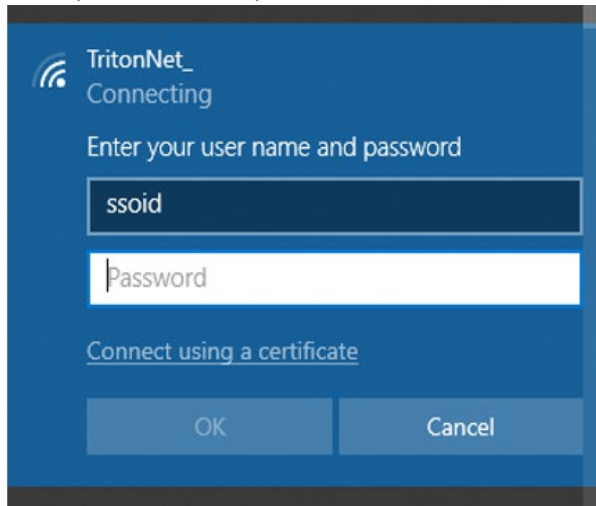 TritonNet_
Connecting
Enter your user name and password
ssoid
Password
Connect using a certificate
OK
Cancel